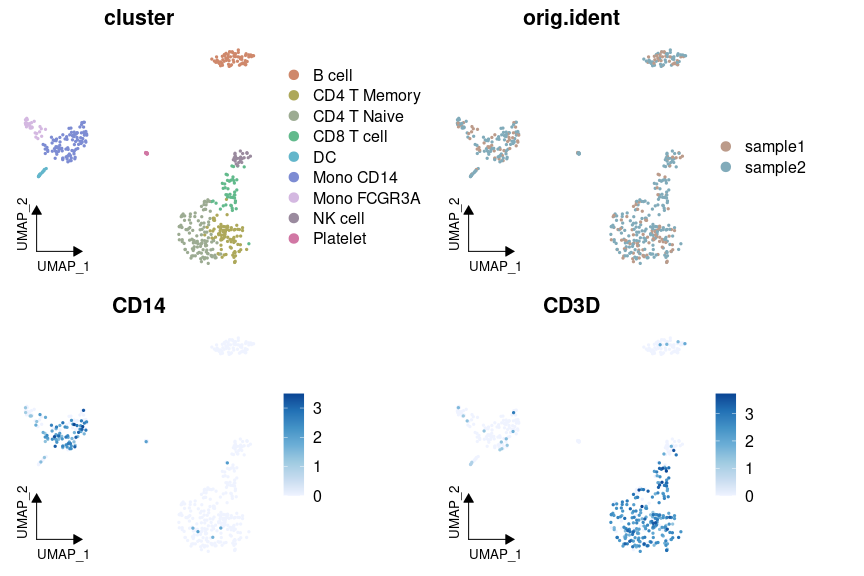 cluster
B cell
CD4 T Memory
CD4 T Naive
CD8 T cell
DC
Mono CD14
Mono FCGR3A
NK cell
Platelet
UMAP_2
UMAP_1
orig.ident
sample1
sample2
UMAP_2
UMAP_1
CD14
3
2
1
0
UMAP_2
UMAP_1
CD3D
3
2
1
0
UMAP_2
UMAP_1